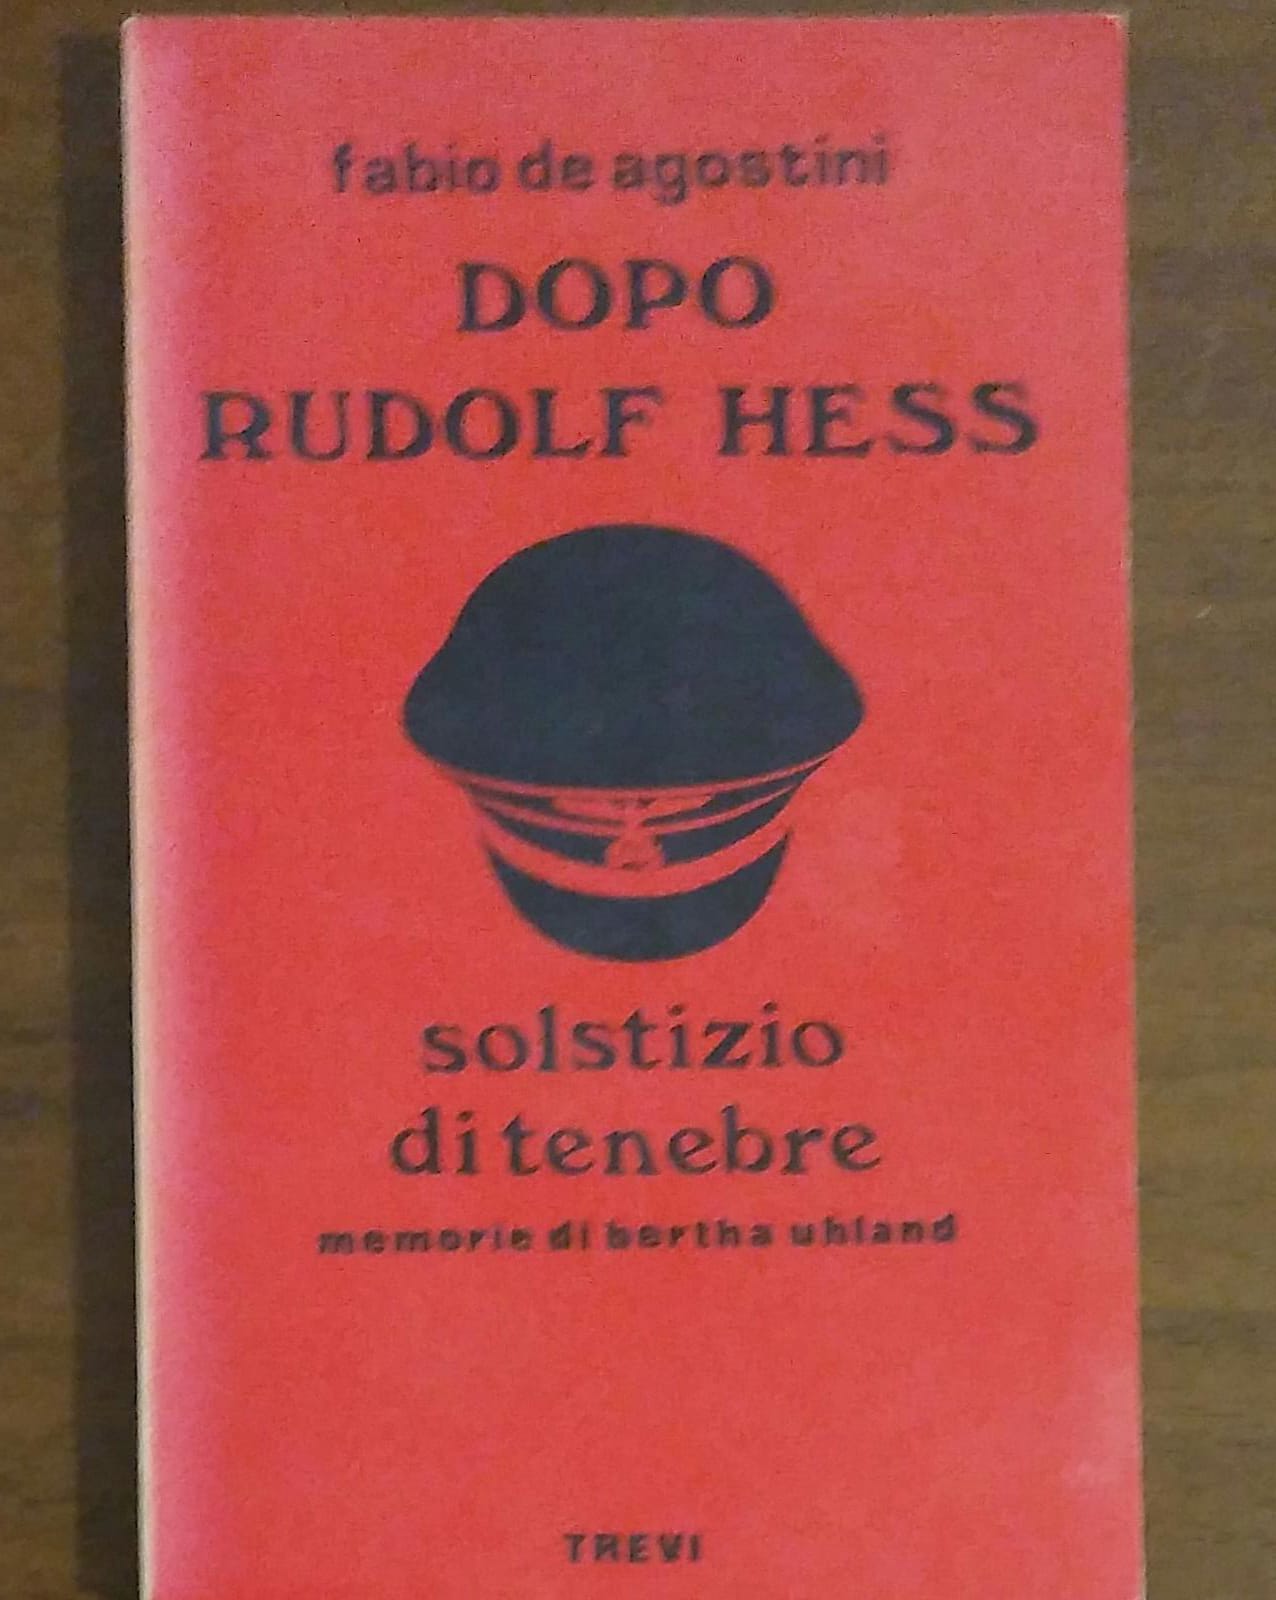 fabio de agostini
DOPO
RUDOLF HESS
solstizio
di tenebre
memorie di bertha uhland
TREVI